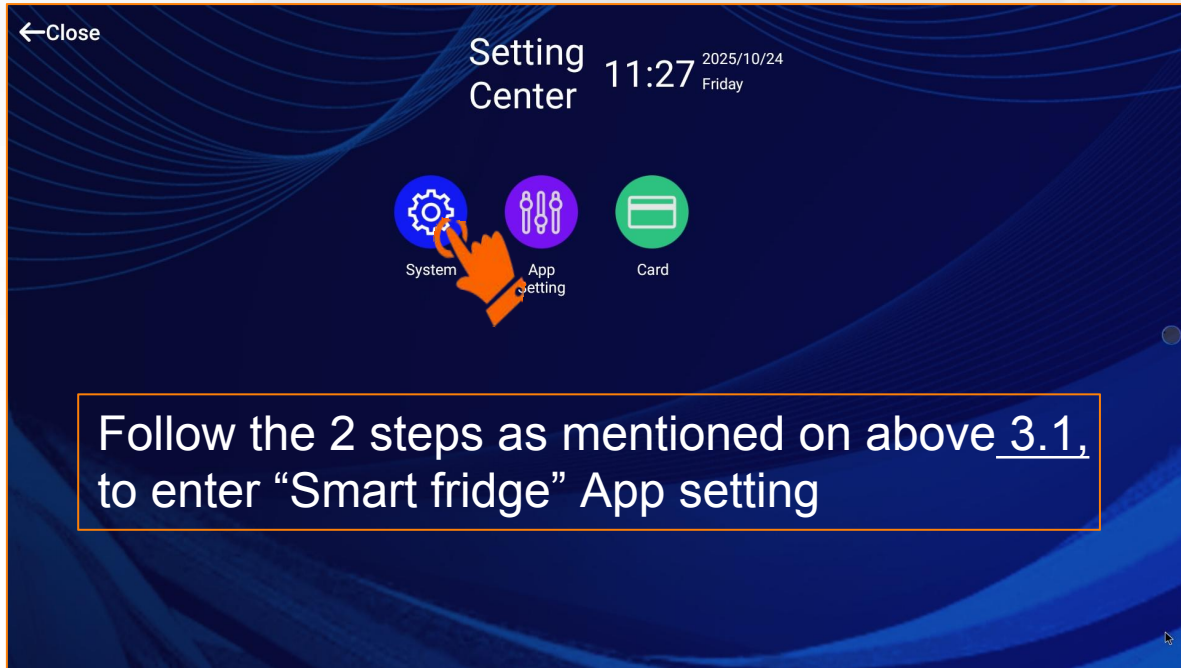 ←Close
Setting
Center
11:27
2025/10/24
Friday
System
App
Setting
Card
Follow the 2 steps as mentioned on above 3.1,
to enter “Smart fridge” App setting